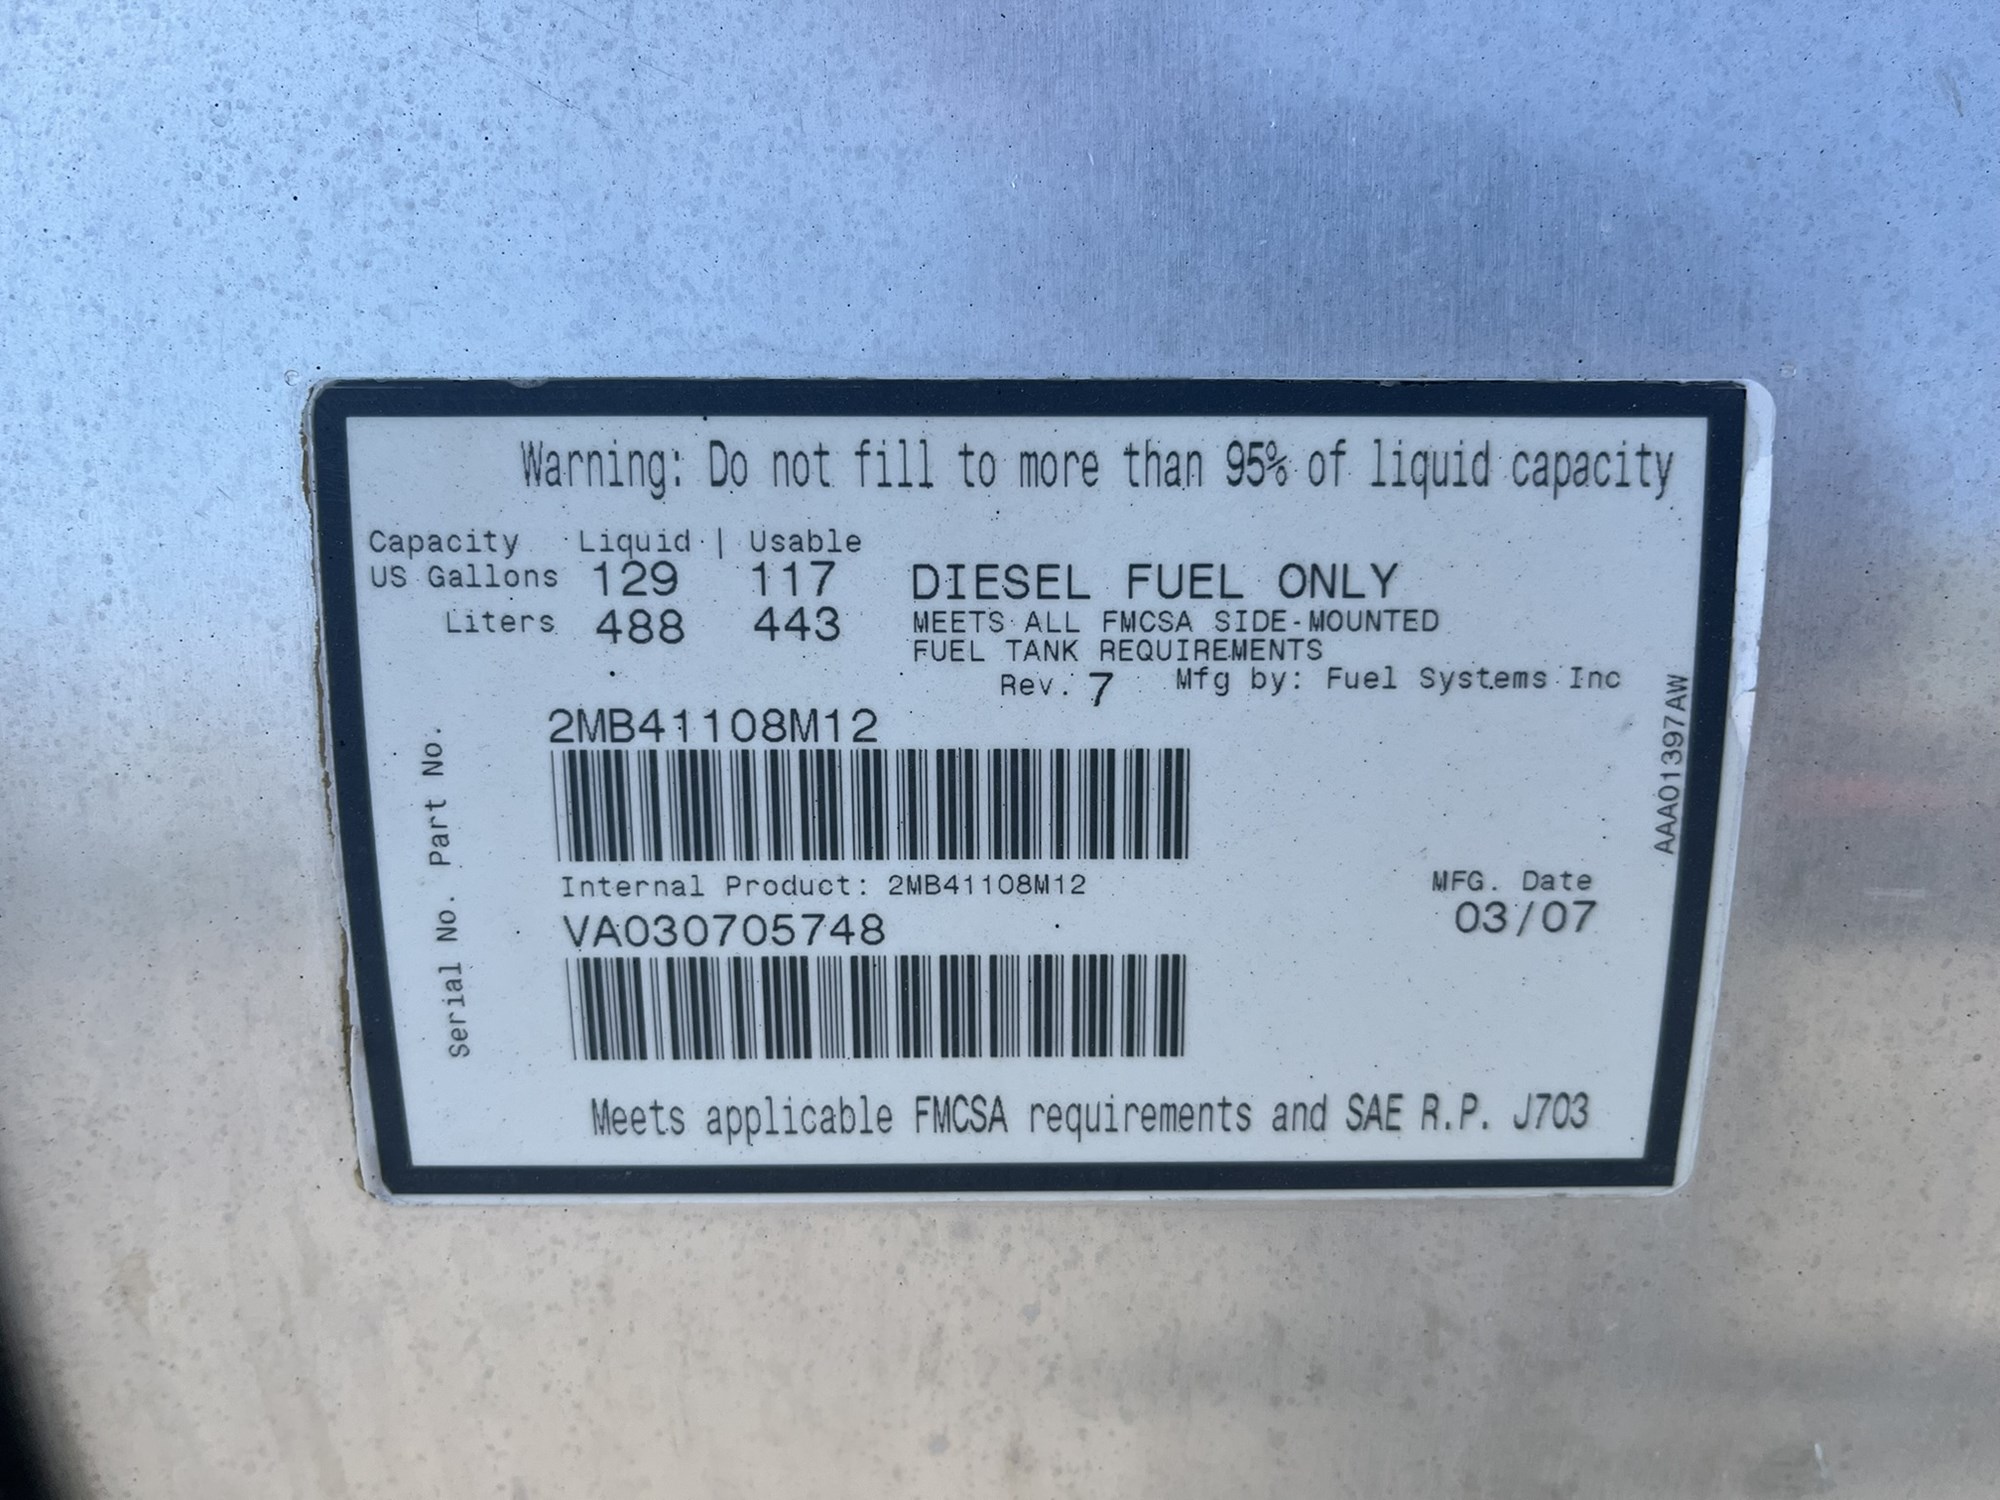 Warning: Do not fill to more than 95% of liquid capacity
Capacity Liquid | Usable
US Gallons 129 117
Liters 488 443
DIESEL FUEL ONLY
MEETS ALL FMCSA SIDE-MOUNTED
FUEL TANK REQUIREMENTS
Rev. 7 Mfg by: Fuel Systems Inc
AAA01397AW
Part No.
2MB41108M12
Internal Product: 2MB41108M12
Serial No.
VA030705748
MFG. Date
03/07
Meets applicable FMCSA requirements and SAE R.P. J703